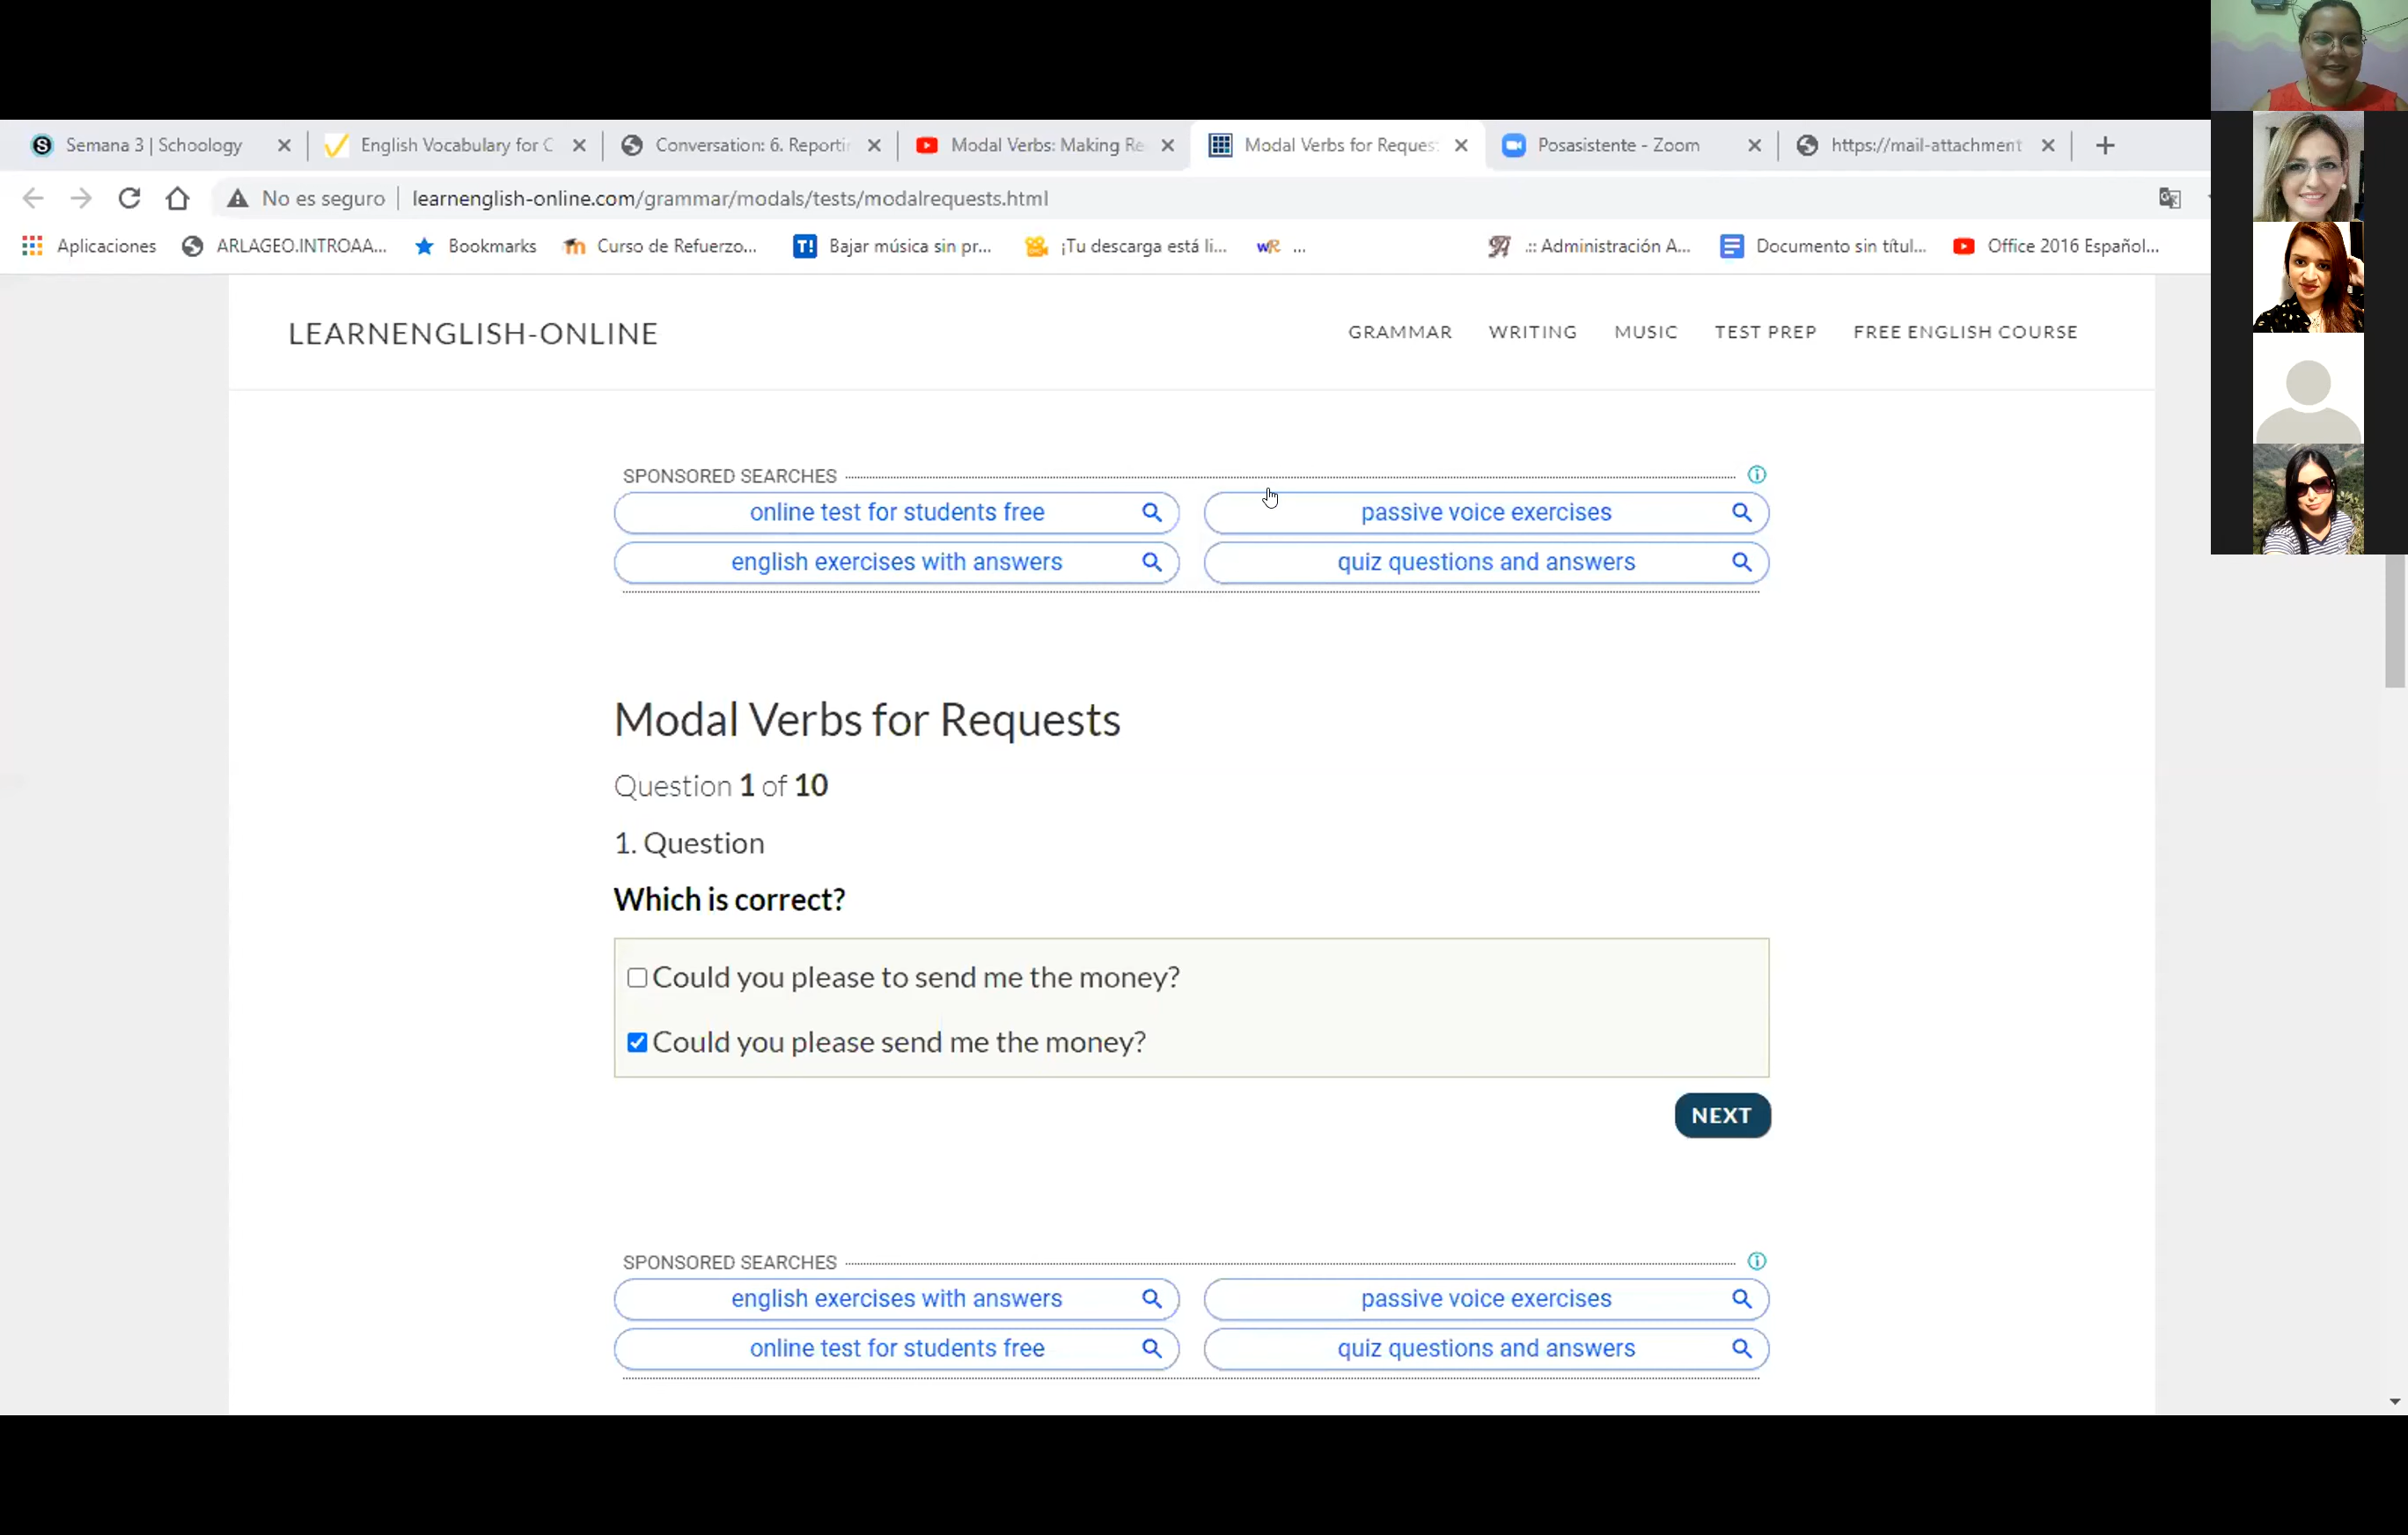 Semana 3 | Schoology
English Vocabulary for C
Conversation: 6. Reporti
Modal Verbs: Making Re
Modal Verbs for Reques
Posasistente - Zoom
https://mail-attachment
No es seguro
learnenglish-online.com/grammar/modals/tests/modalrequests.html
Aplicaciones
ARLAGEO.INTROAA...
Bookmarks
Curso de Refuerzo...
T!
Bajar música sin pr...
¡Tu descarga está li...
wR
...
.:: Administración A...
Documento sin títul...
Office 2016 Español...
LEARNENGLISH-ONLINE
GRAMMAR WRITING MUSIC TEST PREP FREE ENGLISH COURSE
SPONSORED SEARCHES
online test for students free
passive voice exercises
english exercises with answers
quiz questions and answers
Modal Verbs for Requests
Question 1 of 10
1. Question
Which is correct?
Could you please to send me the money?
Could you please send me the money?
NEXT
SPONSORED SEARCHES
english exercises with answers
passive voice exercises
online test for students free
quiz questions and answers